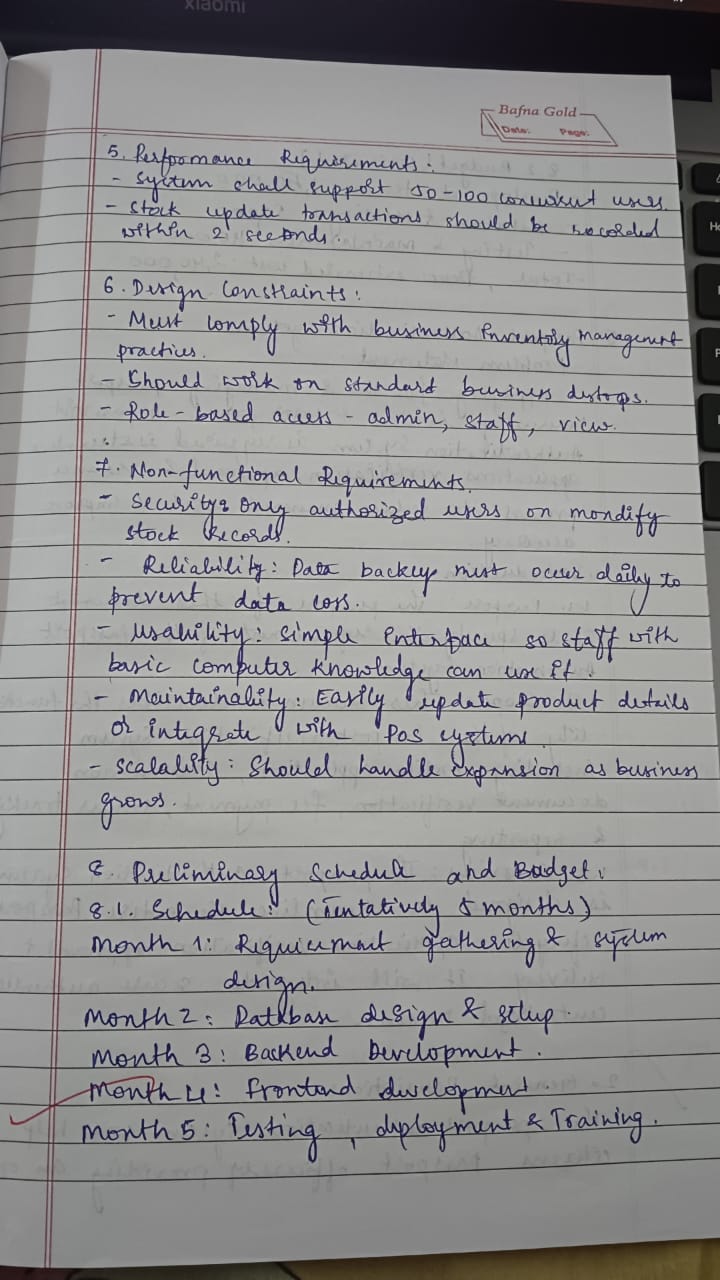 xiaomi
Bafna Gold
Date: Page:
5. Performance Requirements:
- System shall support 50-100 concurrent users.
- Stock update transactions should be recorded
within 2 seconds.
6. Design Constraints:
- Must comply with business inventory management
practices.
- Should work on standard business destops.
- Role-based access - admin, staff, view.
7. Non-functional Requirements.
- Security: Only authorized users on mondify
stock records.
- Reliability: Data backup must occur daily to
prevent data loss.
- Usability: Simple interface so staff with
basic computer knowledge can use it.
- Maintainality: Easily update product details
or integrate with POS systems.
- Scalality: Should handle expansion as business
grows.
8. Preliminary Schedule and Budget.
8.1. Schedule: (Tentatively 5 months)
Month 1: Requirement gathering & system
design.
Month 2: Database design & setup.
Month 3: Backend Development.
Month 4: Frontend development.
Month 5: Testing, deployment & Training.